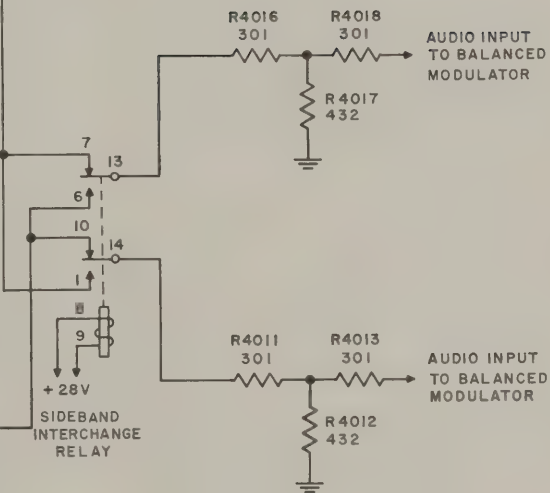 R4016
301
R4018
301
AUDIO INPUT
TO BALANCED
MODULATOR
R4017
432
7
13
6
10
14
1
9
+28V
SIDEBAND
INTERCHANGE
RELAY
R4011
301
R4013
301
AUDIO INPUT
TO BALANCED
MODULATOR
R4012
432